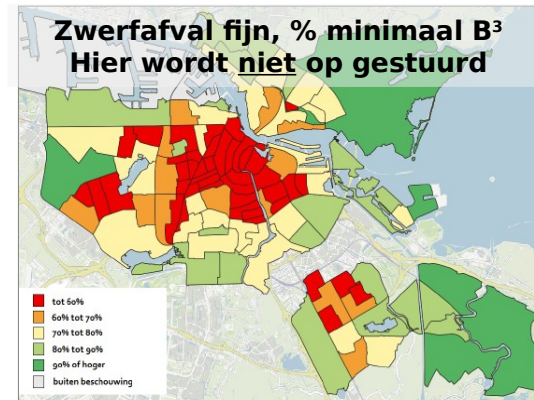 Zwerfafval fijn, % minimaal B³
Hier wordt niet op gestuurd
tot 60%
60% tot 70%
70% tot 80%
80% tot 90%
90% of hoger
buiten beschouwing